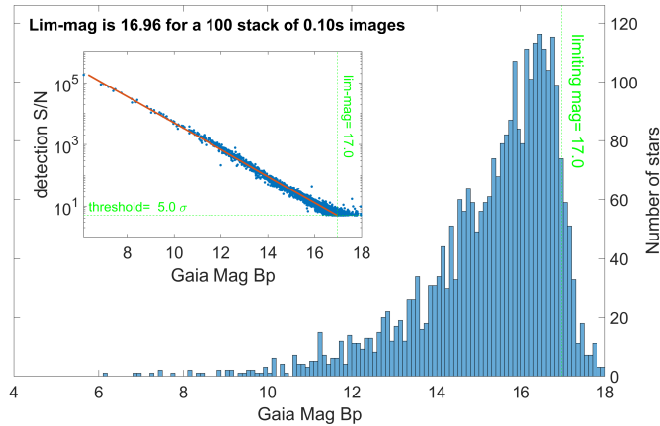 Lim-mag is 16.96 for a 100 stack of 0.10s images
10^5
10^3
10^1
detection S/N
threshold= 5.0 σ
lim-mag= 17.0
8 10 12 14 16 18
Gaia Mag Bp
limiting mag= 17.0
120
100
80
60
40
20
0
Number of stars
4 6 8 10 12 14 16 18
Gaia Mag Bp